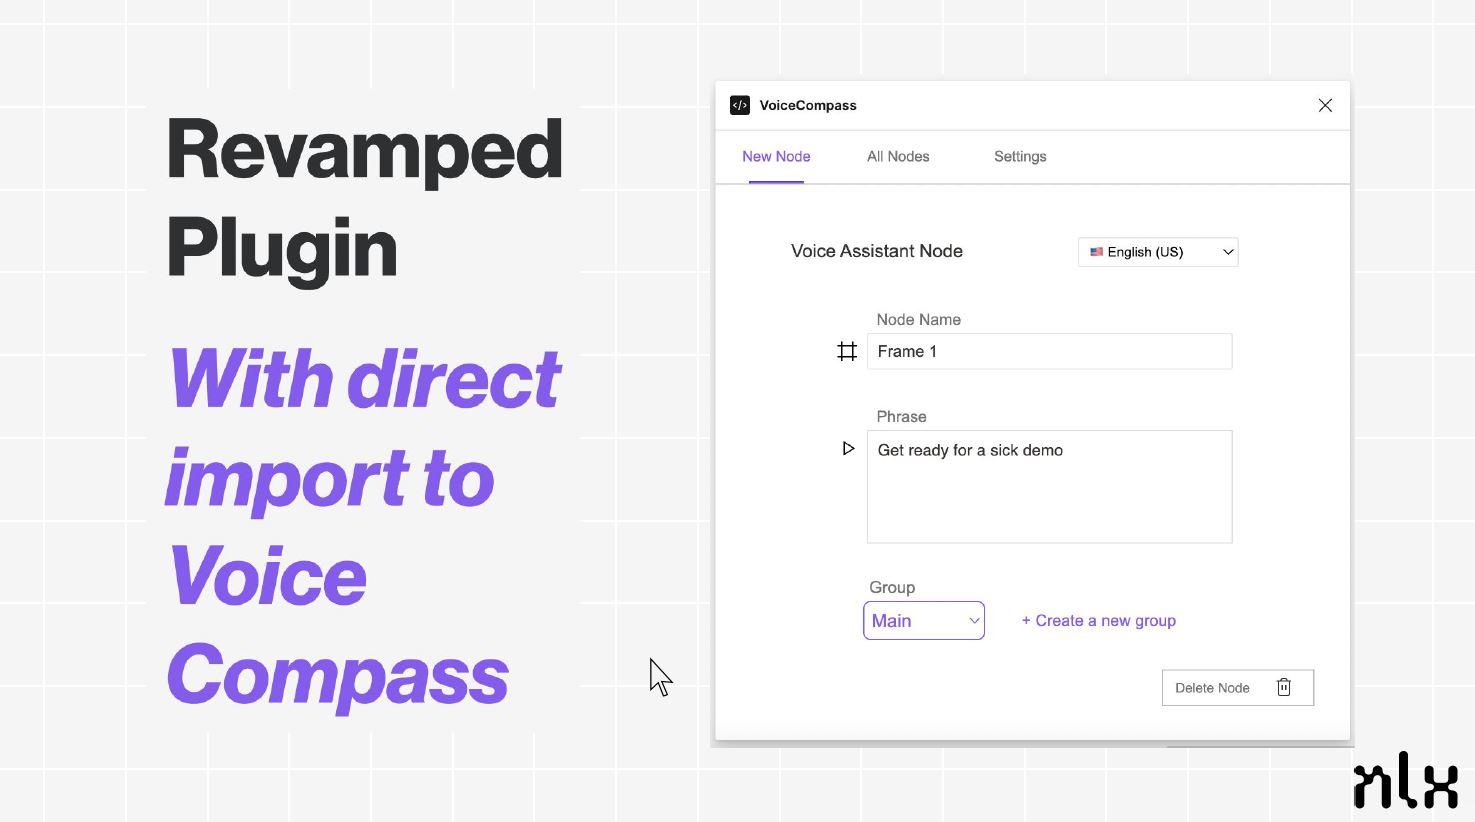 Revamped
Plugin
With direct
import to
Voice
Compass
</> VoiceCompass
New Node
All Nodes
Settings
Voice Assistant Node
English (US)
Node Name
Frame 1
Phrase
Get ready for a sick demo
Group
Main
+ Create a new group
Delete Node
nlx